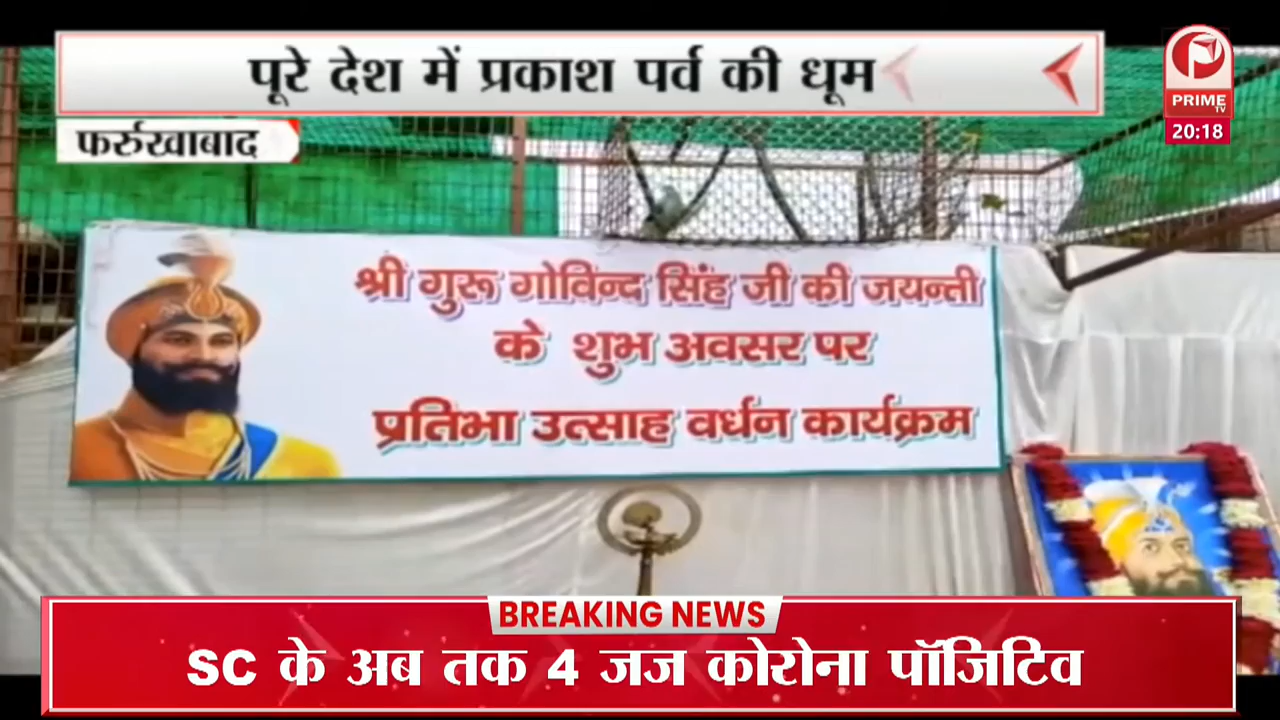 पूरे देश में प्रकाश पर्व की धूम
PRIME
TV
20:18
फर्रुखाबाद
श्री गुरू गोविन्द सिंह जी की जयन्ती
के शुभ अवसर पर
प्रतिभा उत्साह वर्धन कार्यक्रम
BREAKING NEWS
SC के अब तक 4 जज कोरोना पॉजिटिव